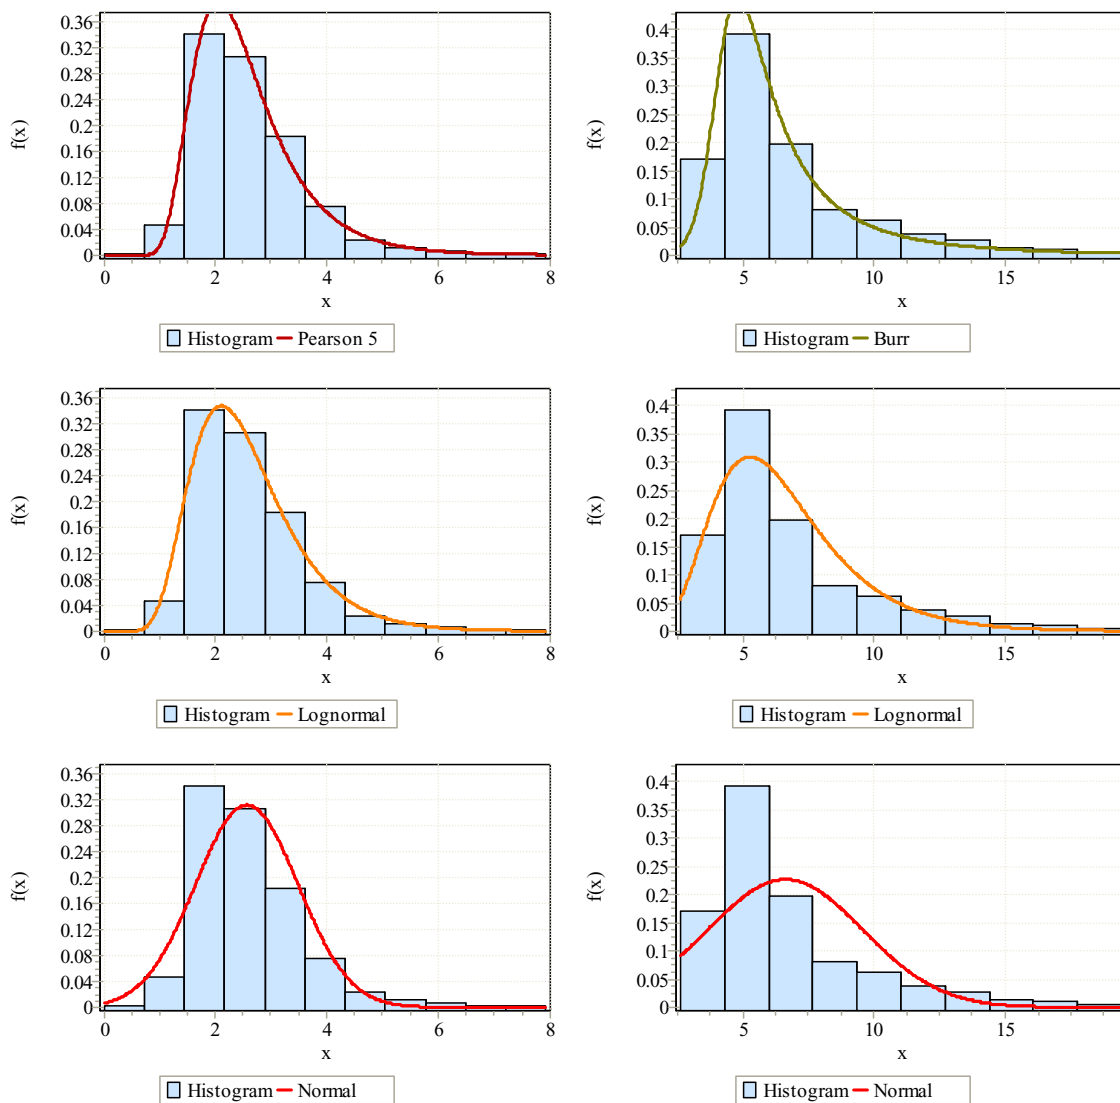 0.36
0.32
0.28
0.24
0.2
0.16
0.12
0.08
0.04
0
f(x)
0 2 4 6 8
x
Histogram Pearson 5
0.4
0.35
0.3
0.25
0.2
0.15
0.1
0.05
0
f(x)
5 10 15
x
Histogram Burr
0.36
0.32
0.28
0.24
0.2
0.16
0.12
0.08
0.04
0
f(x)
0 2 4 6 8
x
Histogram Lognormal
0.4
0.35
0.3
0.25
0.2
0.15
0.1
0.05
0
f(x)
5 10 15
x
Histogram Lognormal
0.36
0.32
0.28
0.24
0.2
0.16
0.12
0.08
0.04
0
f(x)
0 2 4 6 8
x
Histogram Normal
0.4
0.35
0.3
0.25
0.2
0.15
0.1
0.05
0
f(x)
5 10 15
x
Histogram Normal